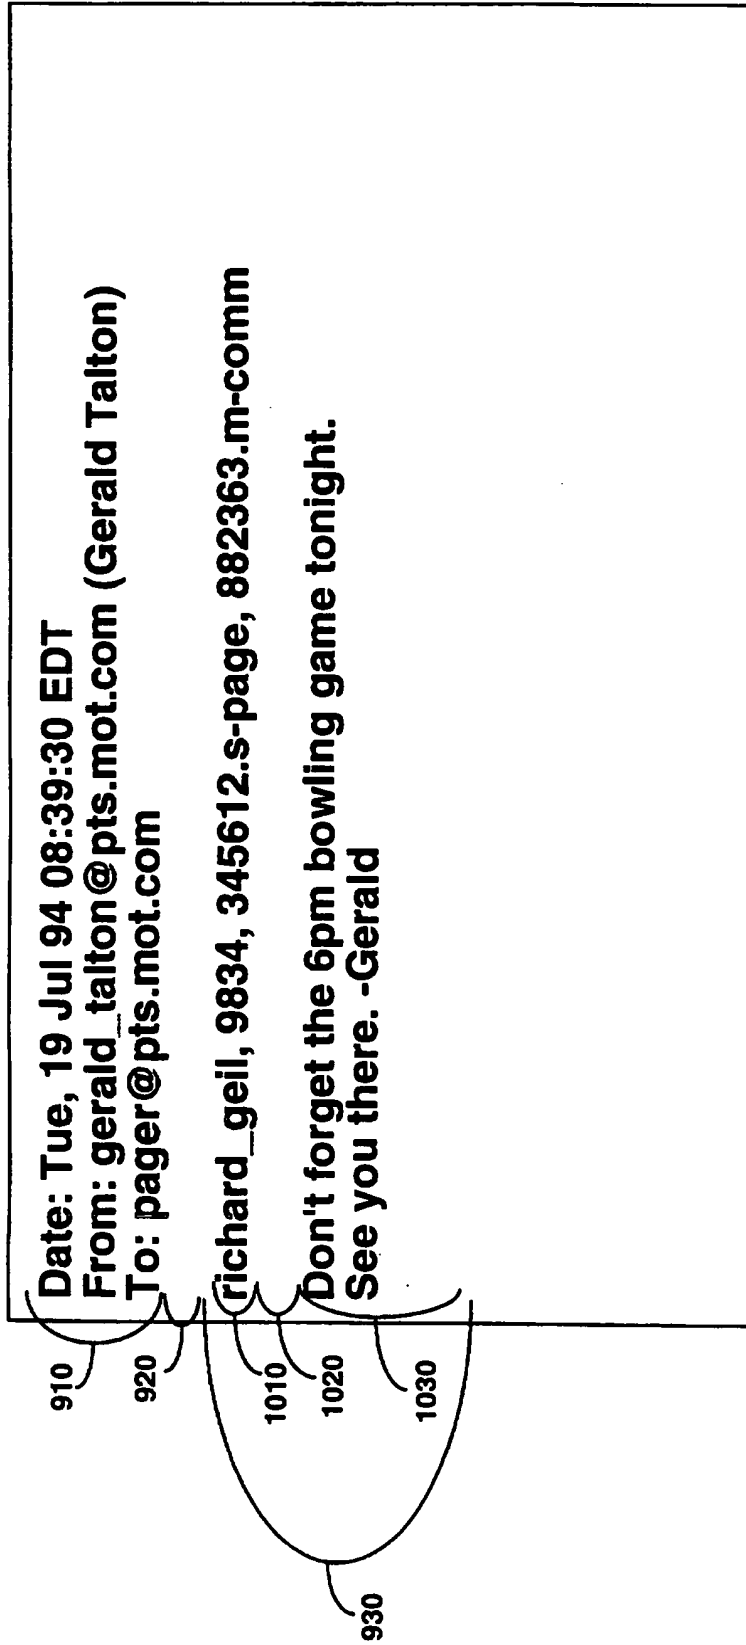 Date: Tue, 19 Jul 94 08:39:30 EDT
From: gerald_talton@pts.mot.com (Gerald Talton)
To: pager@pts.mot.com
richard_geil, 9834, 345612.s-page, 882363.m-comm
Don't forget the 6pm bowling game tonight.
See you there. -Gerald
910
920
1010
1020
1030
930